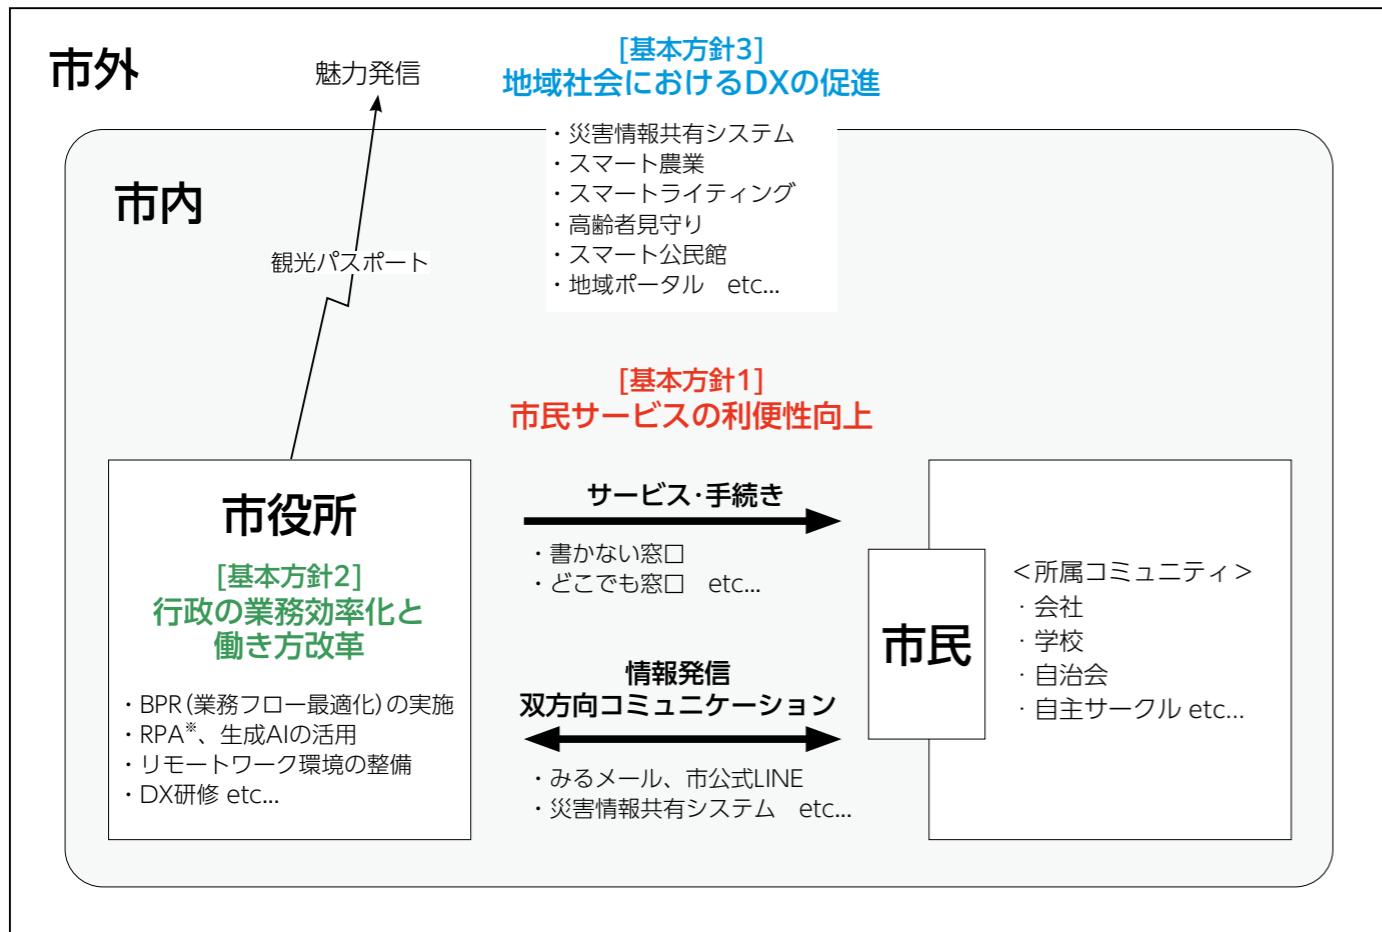 市外
魅力発信
[基本方針3]
地域社会におけるDXの促進
・災害情報共有システム
・スマート農業
・スマートライティング
・高齢者見守り
・スマート公民館
・地域ポータル　etc...
市内
観光パスポート
[基本方針1]
市民サービスの利便性向上
市役所
[基本方針2]
行政の業務効率化と
働き方改革
・BPR(業務フロー最適化)の実施
・RPA※、生成AIの活用
・リモートワーク環境の整備
・DX研修 etc...
サービス・手続き
・書かない窓口
・どこでも窓口　etc...
情報発信
双方向コミュニケーション
・みるメール、市公式LINE
・災害情報共有システム　etc...
市民
＜所属コミュニティ＞
・会社
・学校
・自治会
・自主サークル etc...